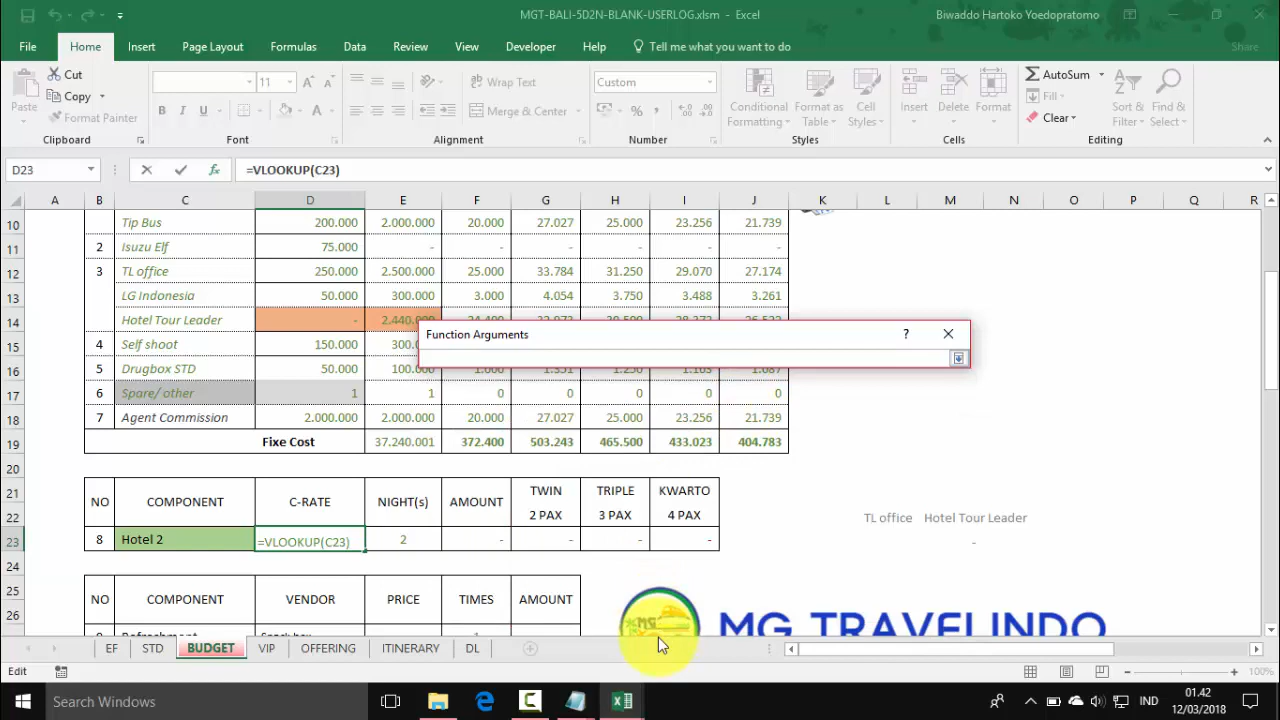 MGT-BALI-5D2N-BLANK-USERLOG.xlsm - Excel
Biwaddo Hartoko Yoedopratomo
File Home Insert Page Layout Formulas Data Review View Developer Help Tell me what you want to do Share
Paste Cut Copy Format Painter
11
B I U
Wrap Text
Merge & Center
Custom
%
Conditional Formatting
Format as Table
Cell Styles
Insert Delete Format
AutoSum
Fill
Clear
Sort & Filter
Find & Select
Clipboard Font Alignment Number Styles Cells Editing
D23 fx =VLOOKUP(C23)
A B C D E F G H I J K L M N O P Q R
10 Tip Bus 200.000 2.000.000 20.000 27.027 25.000 23.256 21.739
11 2 Isuzu Elf 75.000 - - - - - -
12 3 TL office 250.000 2.500.000 25.000 33.784 31.250 29.070 27.174
13 LG Indonesia 50.000 300.000 3.000 4.054 3.750 3.488 3.261
14 Hotel Tour Leader - 2.440.000
Function Arguments ?
15 4 Self shoot 150.000
16 5 Drugbox STD 50.000
17 6 Spare/ other 1 1 0 0 0 0 0
18 7 Agent Commission 2.000.000 2.000.000 20.000 27.027 25.000 23.256 21.739
19 Fixe Cost 37.240.001 372.400 503.243 465.500 433.023 404.783
20
21 NO COMPONENT C-RATE NIGHT(s) AMOUNT TWIN TRIPLE KWARTO
22 2 PAX 3 PAX 4 PAX TL office Hotel Tour Leader
23 8 Hotel 2 =VLOOKUP(C23) 2 - - - - -
24
25 NO COMPONENT VENDOR PRICE TIMES AMOUNT
26
MG MG TRAVELINDO
EF STD BUDGET VIP OFFERING ITINERARY DL
Edit 100%
Search Windows
IND
01.42
12/03/2018